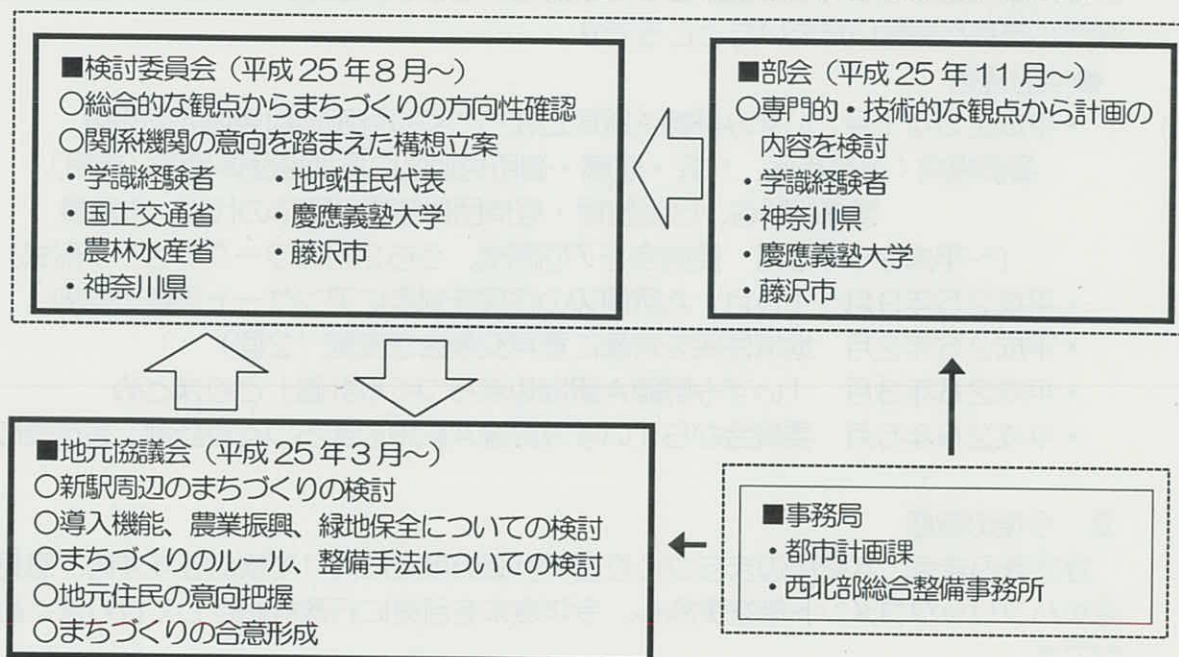 ■検討委員会（平成25年8月～）
○総合的な観点からまちづくりの方向性確認
○関係機関の意向を踏まえた構想立案
・学識経験者　・地域住民代表
・国土交通省　・慶應義塾大学
・農林水産省　・藤沢市
・神奈川県
■部会（平成25年11月～）
○専門的・技術的な観点から計画の
内容を検討
・学識経験者
・神奈川県
・慶應義塾大学
・藤沢市
■地元協議会（平成25年3月～）
○新駅周辺のまちづくりの検討
○導入機能、農業振興、緑地保全についての検討
○まちづくりのルール、整備手法についての検討
○地元住民の意向把握
○まちづくりの合意形成
■事務局
・都市計画課
・西北部総合整備事務所